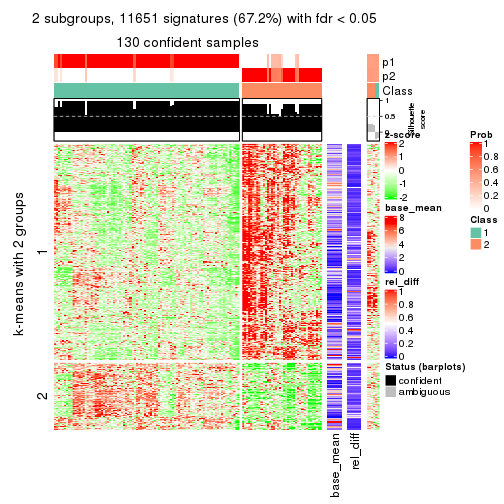 2 subgroups, 11651 signatures (67.2%) with fdr < 0.05
130 confident samples
p1
p2
Class
1
0.5
0
Silhouette
score
k-means with 2 groups
1
2
base_mean
rel_diff
z-score
2
1
0
-1
-2
base_mean
8
6
4
2
0
rel_diff
1
0.8
0.6
0.4
0.2
0
Status (barplots)
confident
ambiguous
Prob
1
0.8
0.6
0.4
0.2
0
Class
1
2